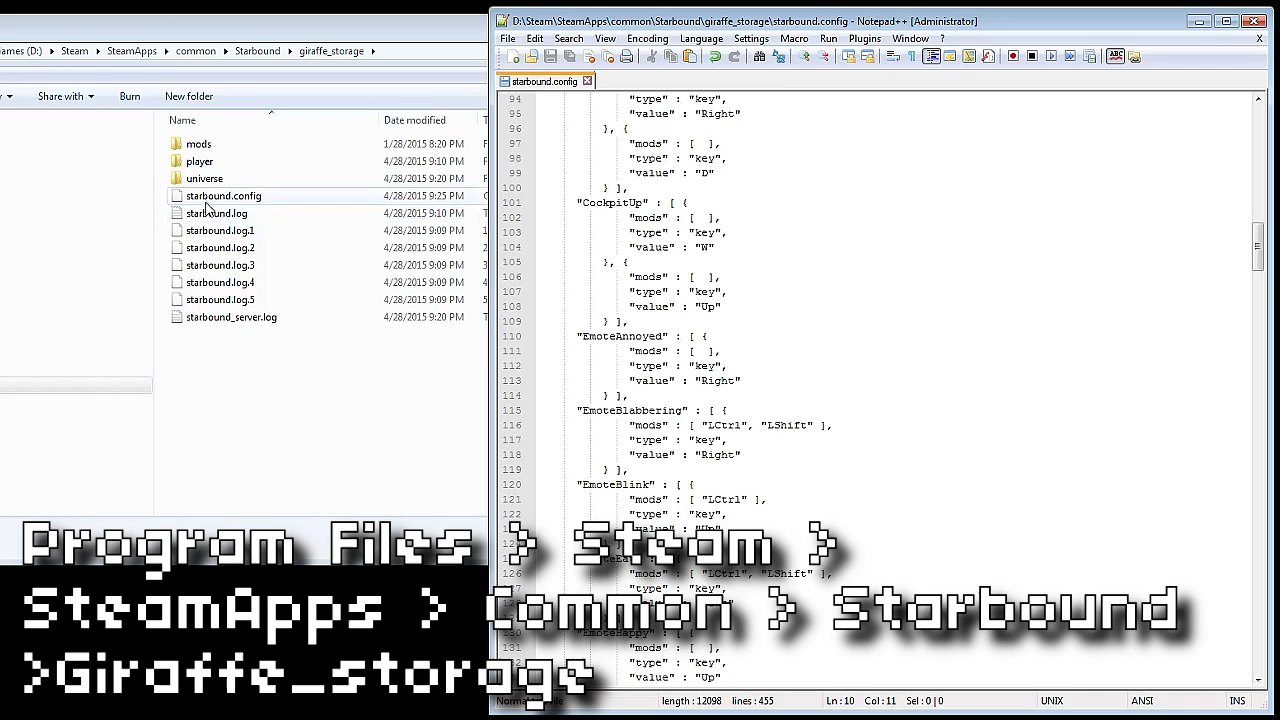 ames (D:) ▸ Steam ▸ SteamApps ▸ common ▸ Starbound ▸ giraffe_storage ▸
Share with Burn New folder
Name Date modified
mods 1/28/2015 8:20 PM F
player 4/28/2015 9:10 PM F
universe 4/28/2015 9:20 PM F
starbound.config 4/28/2015 9:25 PM C
starbound.log 4/28/2015 9:10 PM T
starbound.log.1 4/28/2015 9:09 PM 1
starbound.log.2 4/28/2015 9:09 PM 2
starbound.log.3 4/28/2015 9:09 PM 3
starbound.log.4 4/28/2015 9:09 PM 4
starbound.log.5 4/28/2015 9:09 PM 5
starbound_server.log 4/28/2015 9:20 PM T
D:\Steam\SteamApps\common\Starbound\giraffe_storage\starbound.config - Notepad++ [Administrator]
File Edit Search View Encoding Language Settings Macro Run Plugins Window ? X
starbound.config
94 "type" : "key",
95 "value" : "Right"
96 }, {
97 "mods" : [ ],
98 "type" : "key",
99 "value" : "D"
100 } ],
101 "CockpitUp" : [ {
102 "mods" : [ ],
103 "type" : "key",
104 "value" : "W"
105 }, {
106 "mods" : [ ],
107 "type" : "key",
108 "value" : "Up"
109 } ],
110 "EmoteAnnoyed" : [ {
111 "mods" : [ ],
112 "type" : "key",
113 "value" : "Right"
114 } ],
115 "EmoteBlabbering" : [ {
116 "mods" : [ "LCtrl", "LShift" ],
117 "type" : "key",
118 "value" : "Right"
119 } ],
120 "EmoteBlink" : [ {
121 "mods" : [ "LCtrl" ],
122 "type" : "key",
"value" : "Up"
126 "mods" : [ "LCtrl", "LShift" ],
"type" : "key",
130 "EmoteHappy" : [ {
131 "mods" : [ ],
"type" : "key",
"value" : "Up"
length : 12098 lines : 455 Ln : 10 Col : 11 Sel : 0 | 0 UNIX ANSI INS
Program Files > Steam >
SteamApps > Common > Starbound
>Giraffe_storage